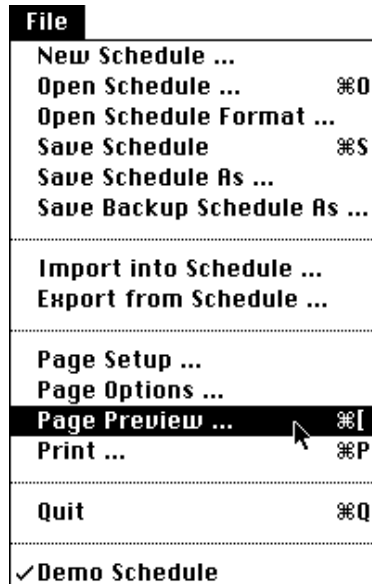 File
New Schedule ...
Open Schedule ... ⌘O
Open Schedule Format ...
Save Schedule ⌘S
Save Schedule As ...
Save Backup Schedule As ...
Import into Schedule ...
Export from Schedule ...
Page Setup ...
Page Options ...
Page Preview ... ⌘[
Print ... ⌘P
Quit ⌘Q
✓Demo Schedule